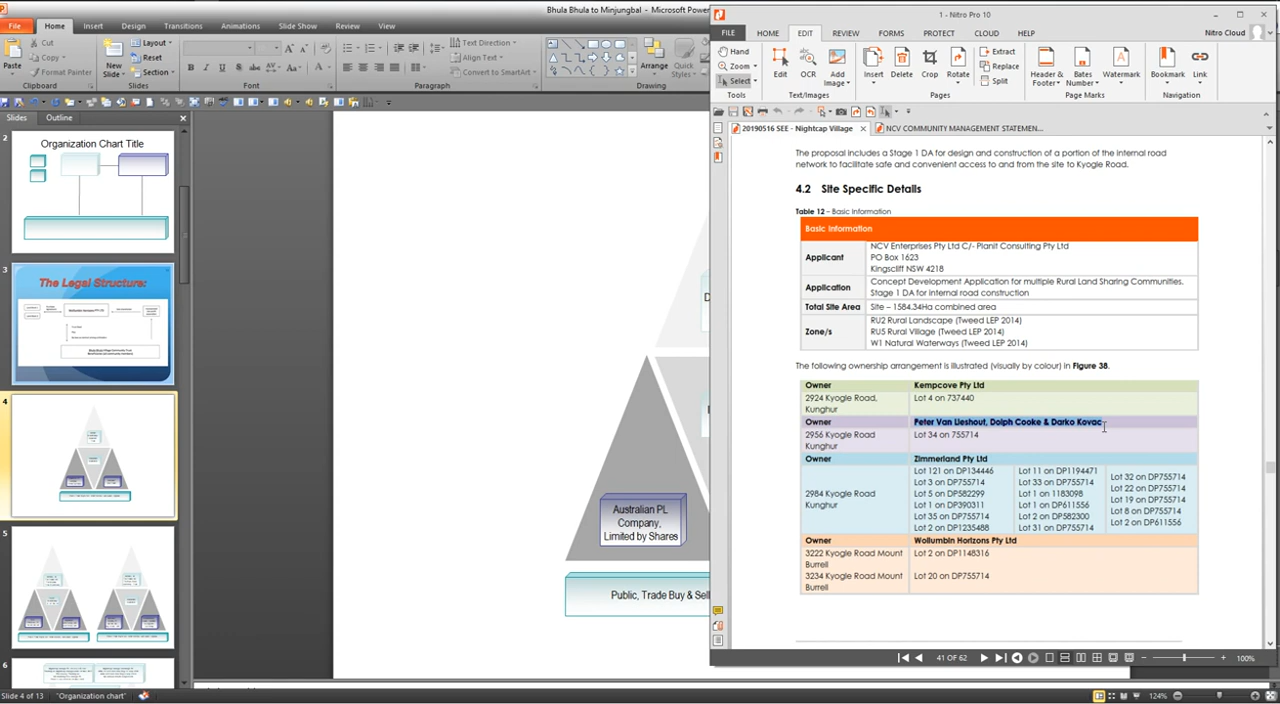 Bhula Bhula to Minjungbal - Microsoft Power
File
Home
Insert
Design
Transitions
Animations
Slide Show
Review
View
Paste
Cut
Copy
Format Painter
Clipboard
New
Slide
Layout
Reset
Section
Slides
Font
Paragraph
Text Direction
Align Text
Convert to SmartArt
Arrange
Quick
Styles
Drawing
Slides
Outline
2
Organization Chart Title
3
The Legal Structure:
4
5
6
Australian PL
Company,
Limited by Shares
Public, Trade Buy & Sell
Slide 4 of 13
"Organization chart"
124%
1 - Nitro Pro 10
FILE
HOME
EDIT
REVIEW
FORMS
PROTECT
CLOUD
HELP
Nitro Cloud
Hand
Zoom
Select
Tools
Edit
OCR
Add
Image
Text/Images
Insert
Delete
Crop
Rotate
Extract
Replace
Split
Pages
Header &
Footer
Bates
Number
Watermark
Page Marks
Bookmark
Link
Navigation
20190516 SEE - Nightcap Village
NCV COMMUNITY MANAGEMENT STATEMEN...
The proposal includes a Stage 1 DA for design and construction of a portion of the internal road
network to facilitate safe and convenient access to and from the site to Kyogle Road.
4.2 Site Specific Details
Table 12 – Basic Information
Basic Information
Applicant
NCV Enterprises Pty Ltd C/- Planit Consulting Pty Ltd
PO Box 1623
Kingscliff NSW 4218
Application
Concept Development Application for multiple Rural Land Sharing Communities.
Stage 1 DA for internal road construction
Total Site Area
Site – 1584.34Ha combined area
Zone/s
RU2 Rural Landscape (Tweed LEP 2014)
RU5 Rural Village (Tweed LEP 2014)
W1 Natural Waterways (Tweed LEP 2014)
The following ownership arrangement is illustrated (visually by colour) in Figure 38.
Owner
Kempcove Pty Ltd
2924 Kyogle Road,
Kunghur
Lot 4 on 737440
Owner
Peter Van Lieshout, Dolph Cooke & Darko Kovac
2956 Kyogle Road
Kunghur
Lot 34 on 755714
Owner
Zimmerland Pty Ltd
2984 Kyogle Road
Kunghur
Lot 121 on DP134446
Lot 3 on DP755714
Lot 5 on DP582299
Lot 1 on DP390311
Lot 35 on DP755714
Lot 2 on DP1235488
Lot 11 on DP1194471
Lot 33 on DP755714
Lot 1 on 1183098
Lot 1 on DP611556
Lot 2 on DP582300
Lot 31 on DP755714
Lot 32 on DP755714
Lot 22 on DP755714
Lot 19 on DP755714
Lot 8 on DP755714
Lot 2 on DP611556
Owner
Wollumbin Horizons Pty Ltd
3222 Kyogle Road Mount
Burrell
Lot 2 on DP1148316
3234 Kyogle Road Mount
Burrell
Lot 20 on DP755714
41 OF 62
100%